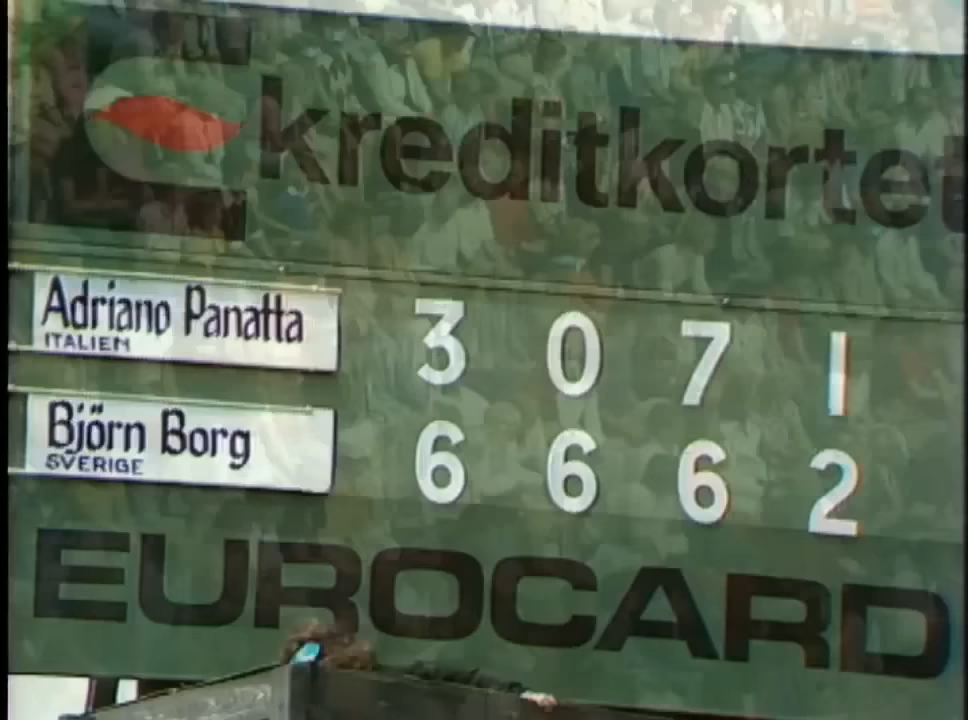 kreditkortet
Adriano Panatta 3 0 7 1
ITALIEN
Björn Borg 6 6 6 2
SVERIGE
EUROCARD